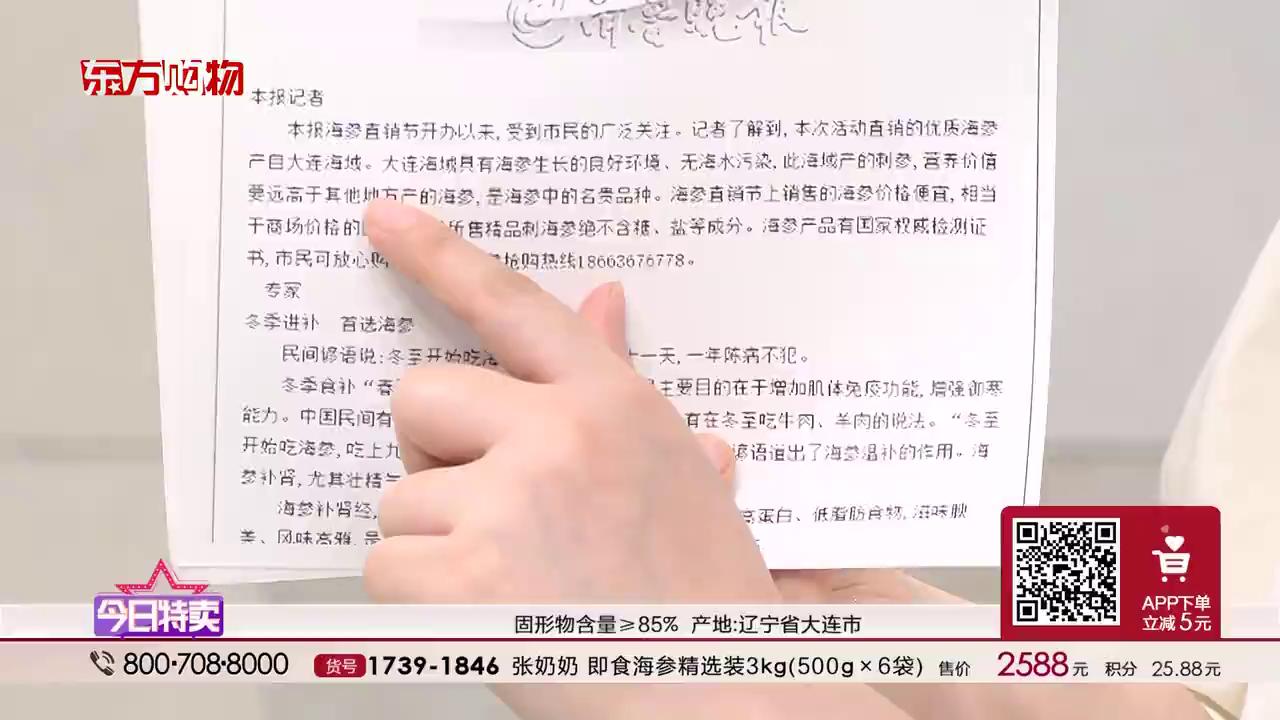 东方购物
本报记者
本报海参直销节开办以来,受到市民的广泛关注。记者了解到,本次活动直销的优质海参
产自大连海域。大连海域具有海参生长的良好环境、无海水污染,此海域产的刺参,营养价值
要远高于其他地方产的海参,是海参中的名贵品种。海参直销节上销售的海参价格便宜,相当
于商场价格的 所售精品刺海参绝不含糖、盐等成分。海参产品有国家权威检测证
书,市民可放心购 抢购热线18663676778。
专家
冬季进补 首选海参
民间谚语说:冬至开始吃海 一天,一年陈病不犯。
冬季食补“春 主要目的在于增加肌体免疫功能,增强御寒
能力。中国民间有 有在冬至吃牛肉、羊肉的说法。“冬至
开始吃海参,吃上九 谚语道出了海参温补的作用。海
参补肾,尤其壮精 
海参补肾经, 高蛋白、低脂肪食物,滋味腴
美、风味高雅,是
今日特卖
固形物含量≥85% 产地:辽宁省大连市
APP下单
立减5元
800·708·8000 货号 1739-1846 张奶奶 即食海参精选装3kg(500g×6袋) 售价 2588元 积分 25.88元